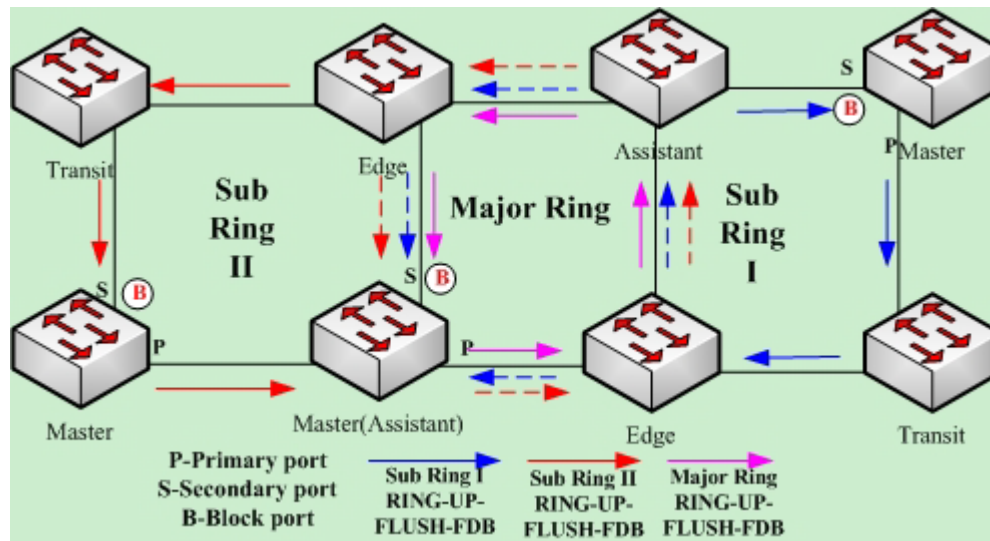 S
B
P
Transit
Edge
Assistant
Master
Sub
Ring
II
Major Ring
Sub
Ring
I
S
B
S
B
P
P
Master
Master(Assistant)
Edge
Transit
P-Primary port
S-Secondary port
B-Block port
Sub Ring I
RING-UP-
FLUSH-FDB
Sub Ring II
RING-UP-
FLUSH-FDB
Major Ring
RING-UP-
FLUSH-FDB